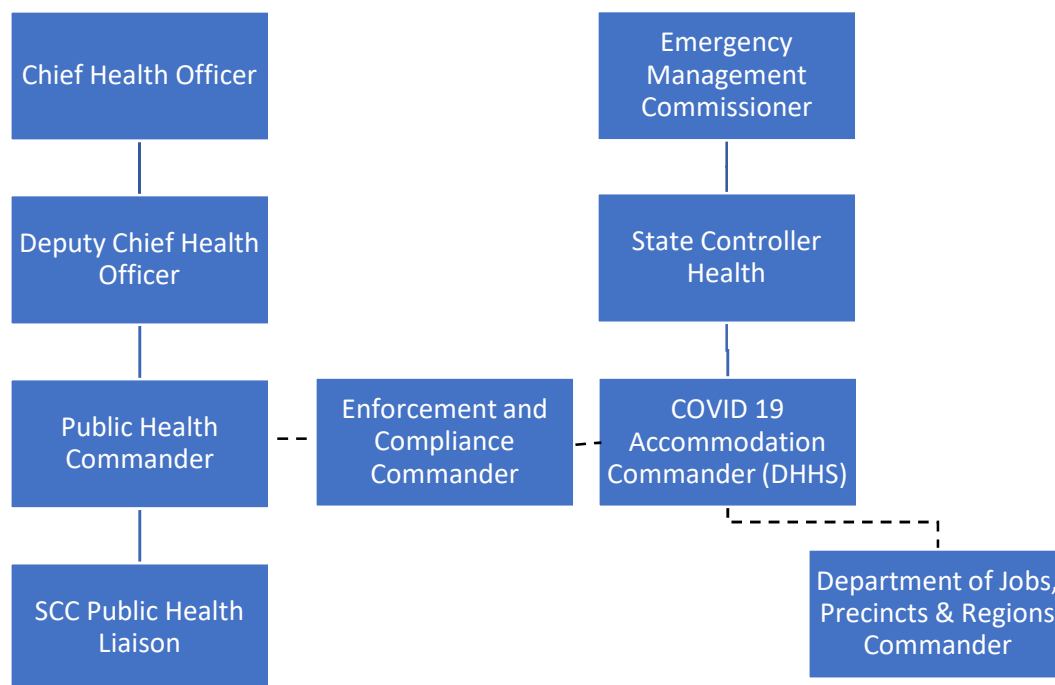 Chief Health Officer
Emergency
Management
Commissioner
Deputy Chief Health
Officer
State Controller
Health
Public Health
Commander
Enforcement and
Compliance
Commander
COVID 19
Accommodation
Commander (DHHS)
SCC Public Health
Liaison
Department of Jobs,
Precincts & Regions
Commander